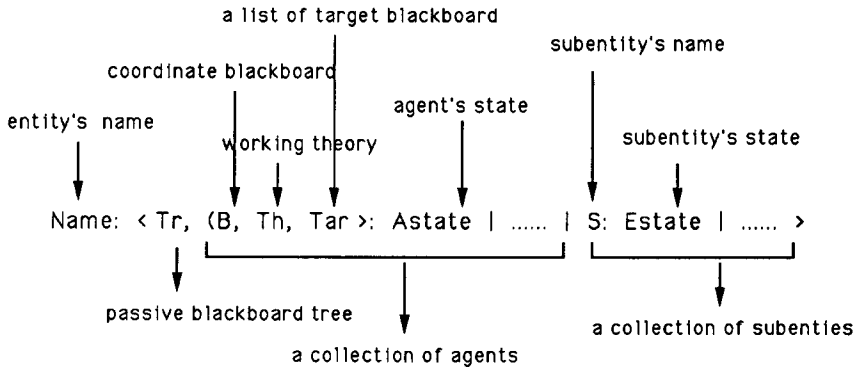 a list of target blackboard
subentity's name
coordinate blackboard
agent's state
entity's name
working theory
subentity's state
Name: < Tr, (B, Th, Tar >: Astate | ...... | S: Estate | ...... >
passive blackboard tree
a collection of subenties
a collection of agents